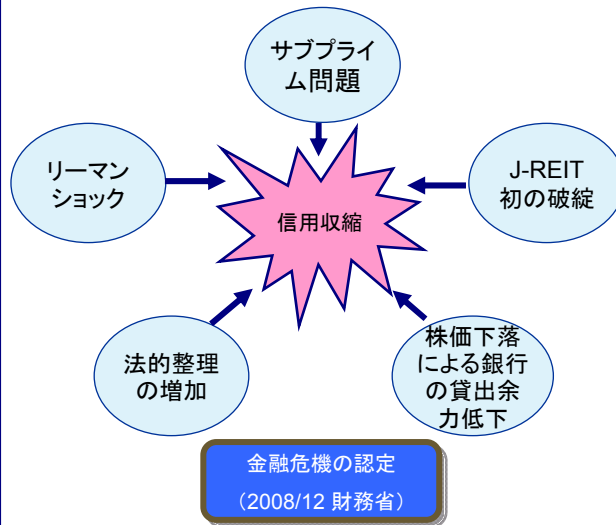 サブプライ
ム問題
リーマン
ショック
J-REIT
初の破綻
信用収縮
法的整理
の増加
株価下落
による銀行
の貸出余
力低下
金融危機の認定
（2008/12 財務省）